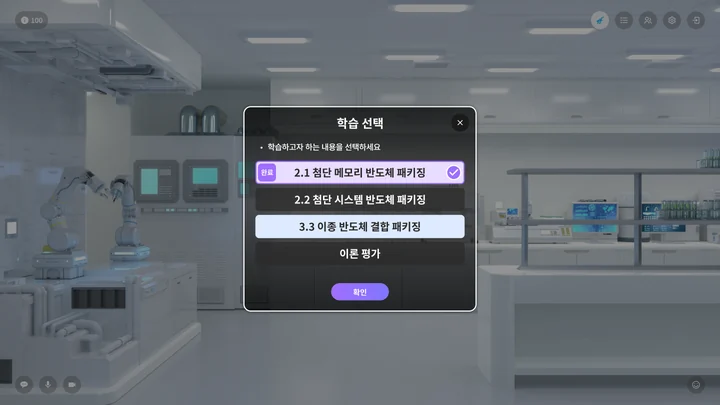 100
학습 선택
• 학습하고자 하는 내용을 선택하세요
완료 2.1 첨단 메모리 반도체 패키징
2.2 첨단 시스템 반도체 패키징
3.3 이종 반도체 결합 패키징
이론 평가
확인